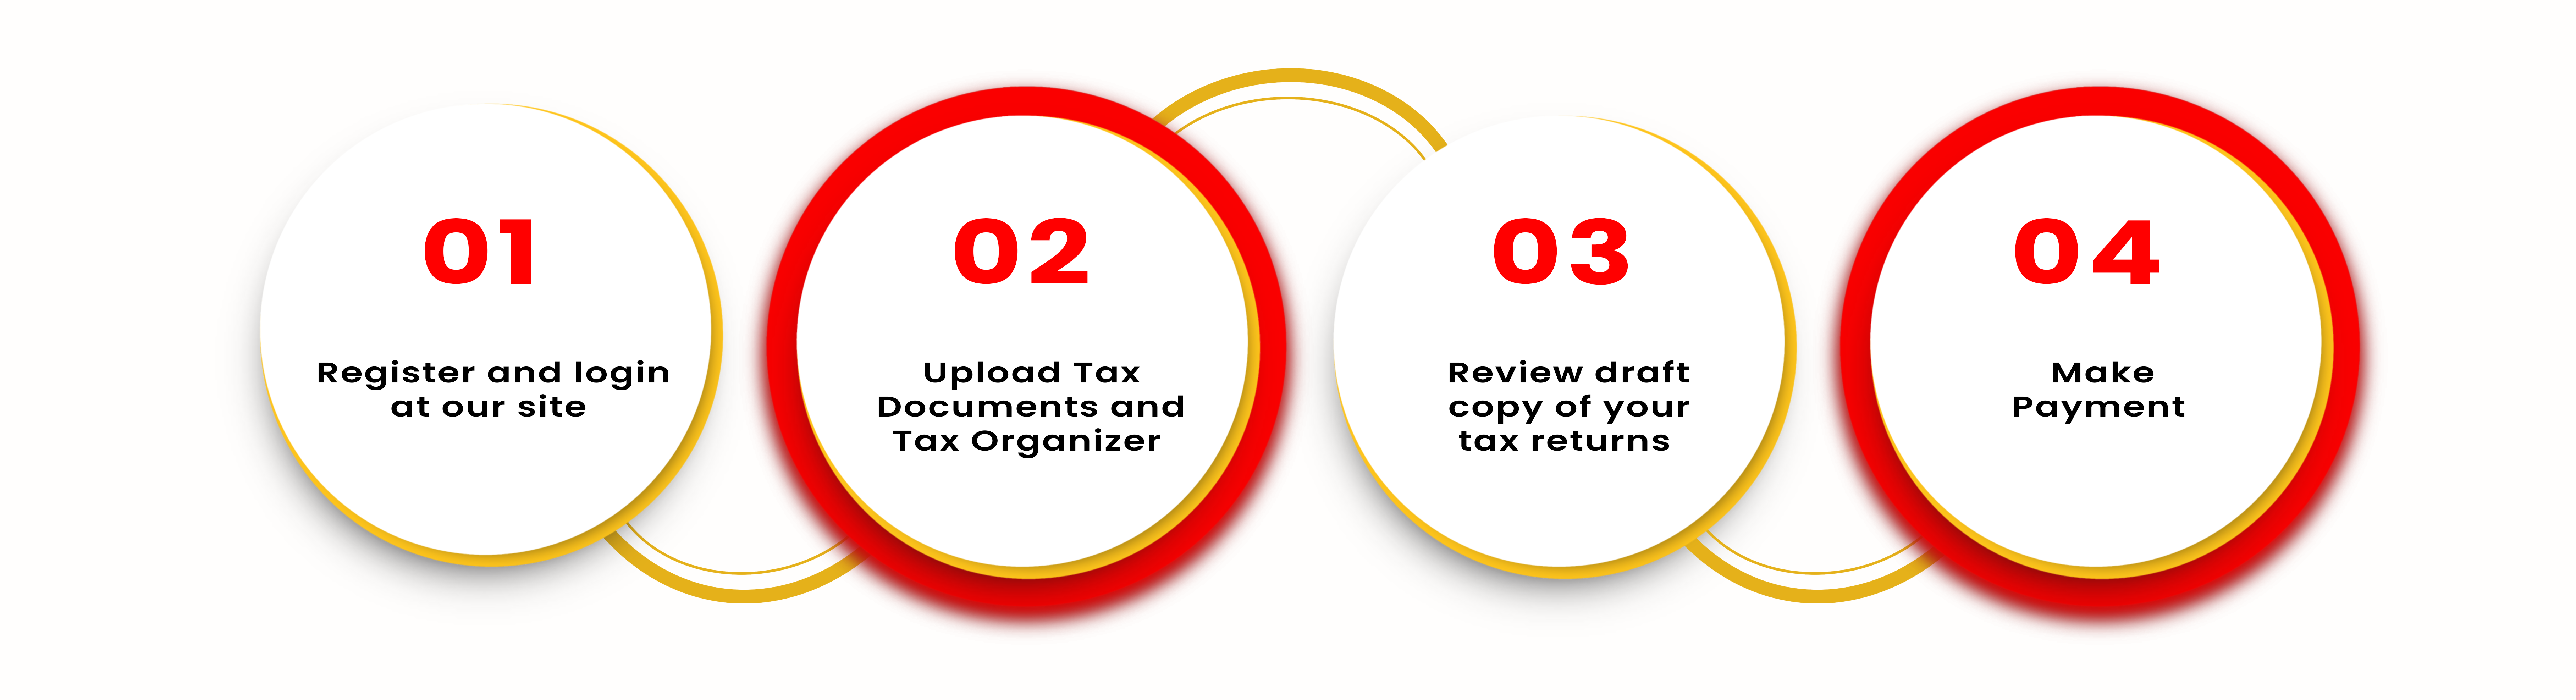 01
Register and login
at our site
02
Upload Tax
Documents and
Tax Organizer
03
Review draft
copy of your
tax returns
04
Make
Payment